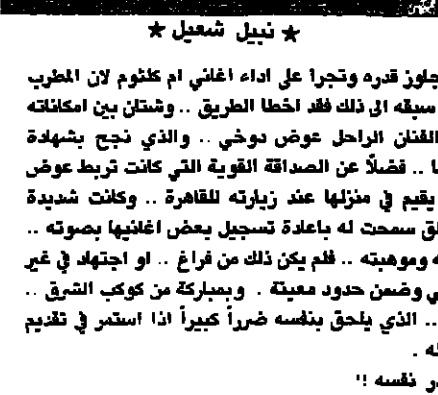 ★ نبيل شعيل ★
جاوز قدره وتجرا على اداء اغاني ام كلثوم لان المطرب
سبقه الى ذلك فقد اخطا الطريق .. وشتان بين امكاناته
الفنان الراحل عوض دوخي .. والذي نجح بشهادة
ا .. فضلاً عن الصداقة القوية التي كانت تربط عوض
يقيم في منزلها عند زيارته للقاهرة .. وكانت شديدة
سمحت له باعادة تسجيل بعض اغانيها بصوته ..
وموهبته .. فلم يكن ذلك من فراغ .. او اجتهاد في غير
وضمن حدود معينة . وبمباركة من كوكب الشرق ..
.. الذي يلحق بنفسه ضرراً كبيراً اذا استمر في تقديم
له .
ر نفسه !!